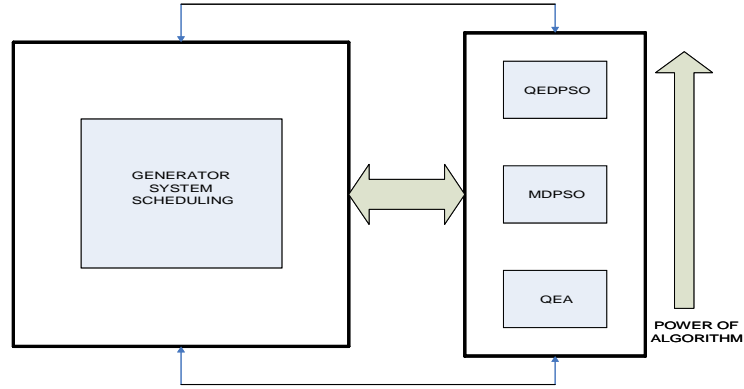 QEDPSO
GENERATOR
SYSTEM
SCHEDULING
MDPSO
QEA
POWER OF
ALGORITHM